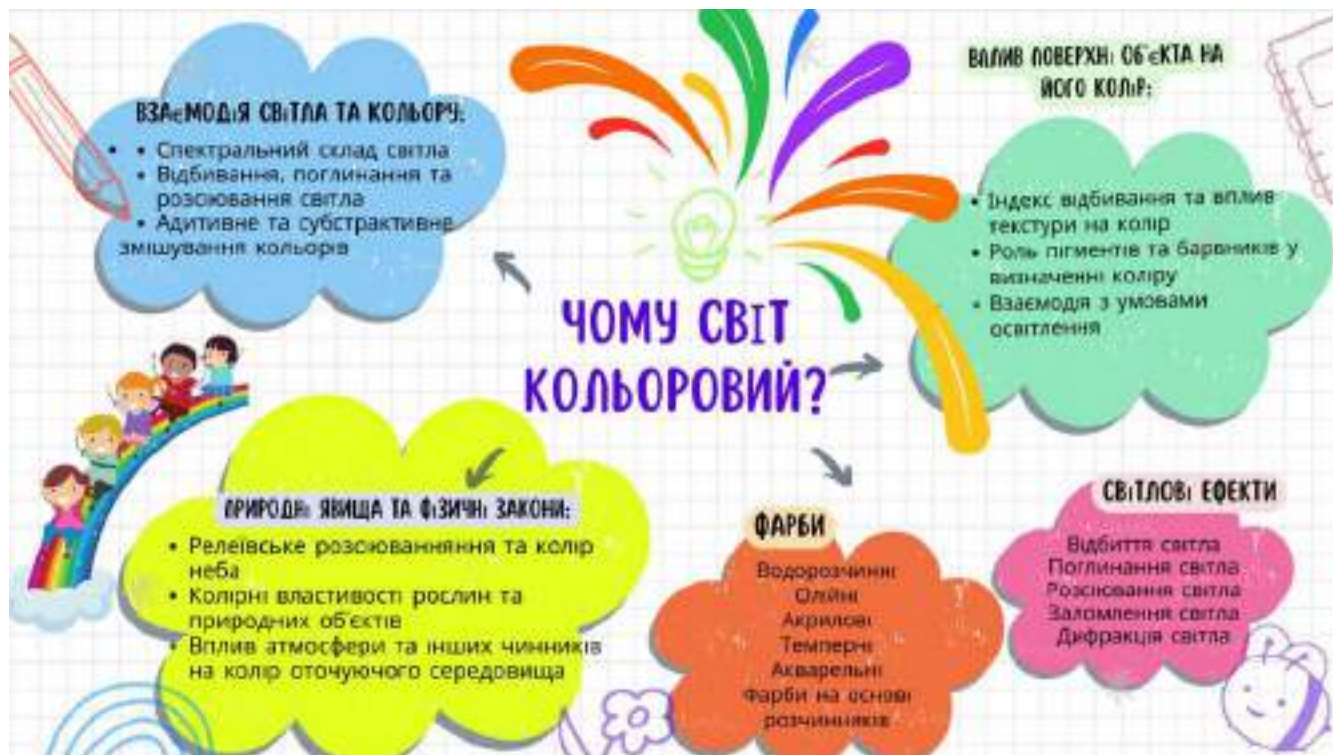 ВЗАЄМОДІЯ СВІТЛА ТА КОЛЬОРУ:
• • Спектральний склад світла
• Відбивання, поглинання та
розсіювання світла
• Адитивне та субстрактивне
змішування кольорів
ВПЛИВ ПОВЕРХНІ ОБ'ЄКТА НА
ЙОГО КОЛІР:
• Індекс відбивання та вплив
текстури на колір
• Роль пігментів та барвників у
визначенні коліру
• Взаємодія з умовами
освітлення
ЧОМУ СВІТ
КОЛЬОРОВИЙ?
ПРИРОДНІ ЯВИЩА ТА ФІЗИЧНІ ЗАКОНИ:
• Релеївське розсіюванняння та колір
неба
• Колірні властивості рослин та
природних об'єктів
• Вплив атмосфери та інших чинників
на колір оточуючого середовища
ФАРБИ
Водорозчинні
Олійні
Акрилові
Темперні
Акварельні
Фарби на основі
розчинників
СВІТЛОВІ ЕФЕКТИ
Відбиття світла
Поглинання світла
Розсіювання світла
Заломлення світла
Дифракція світла